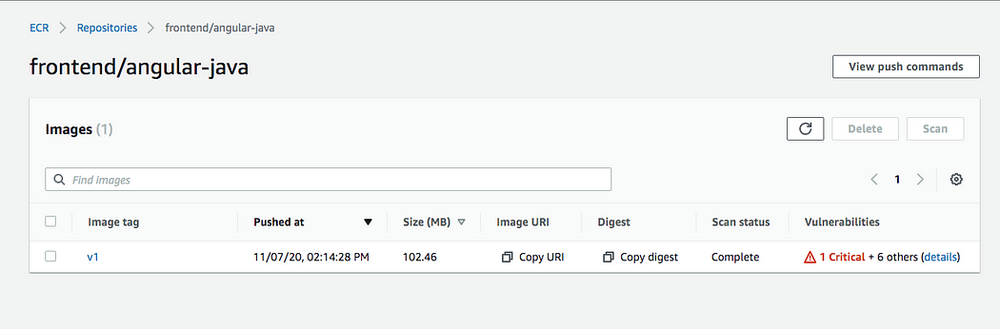 ECR > Repositories > frontend/angular-java
frontend/angular-java
View push commands
Images (1)
Delete
Scan
Find images
1
Image tag Pushed at Size (MB) Image URI Digest Scan status Vulnerabilities
v1 11/07/20, 02:14:28 PM 102.46 Copy URI Copy digest Complete 1 Critical + 6 others (details)